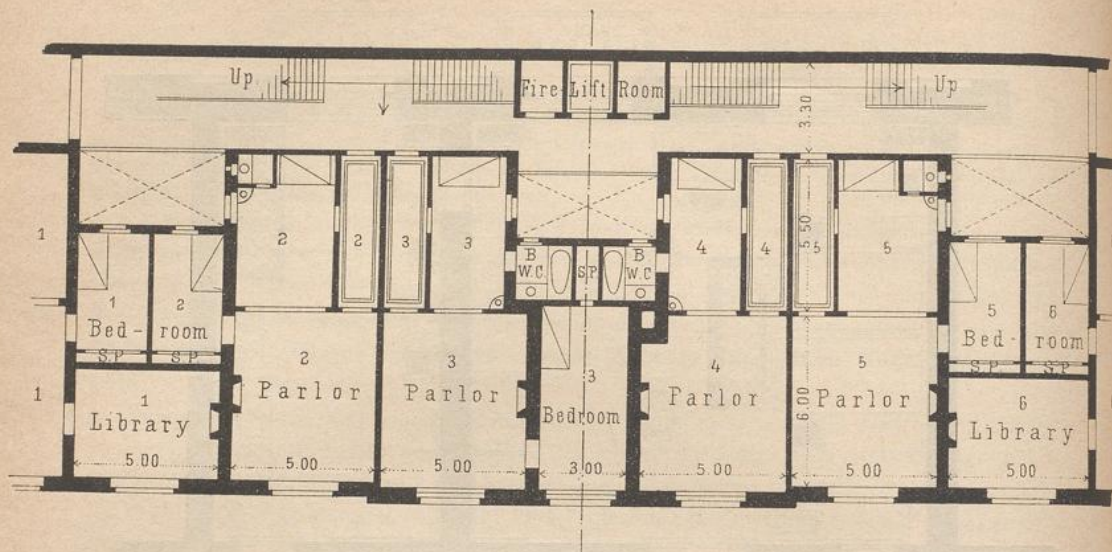 Up
Fire- Lift Room
Up
3.30
1
2
2
3
3
4
4
5
5
5.50
B
W.C
S.P
B
W.C
1
Bed-
S.P
2
room
S.P
5
Bed-
S.P
6
room
S.P
1
1
Library
5.00
2
Parlor
5.00
3
Parlor
5.00
3
Bedroom
3.00
4
Parlor
5.00
5
Parlor
6.00
5.00
6
Library
5.00